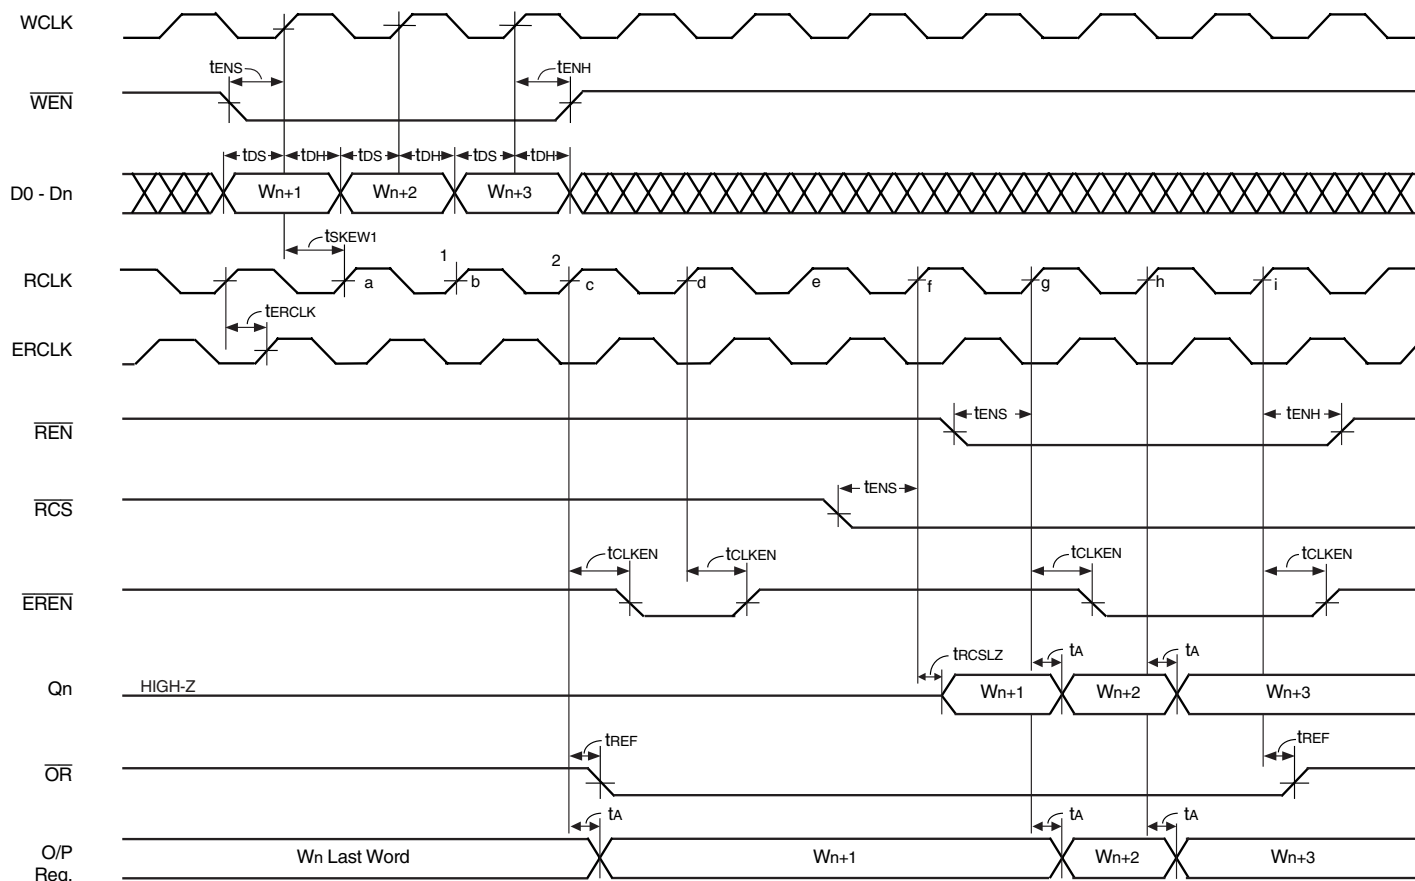 WCLK
tENS
tENH
WEN
tDS tDH tDS tDH tDS tDH
D0 - Dn Wn+1 Wn+2 Wn+3
tSKEW1
1 2
RCLK a b c d e f g h i
tERCLK
ERCLK
REN tENS tENH
RCS tENS
tCLKEN tCLKEN tCLKEN tCLKEN
EREN
tRCSLZ tA tA
Qn HIGH-Z Wn+1 Wn+2 Wn+3
tREF tREF
OR
tA tA tA
O/P Wn Last Word Wn+1 Wn+2 Wn+3
Reg.